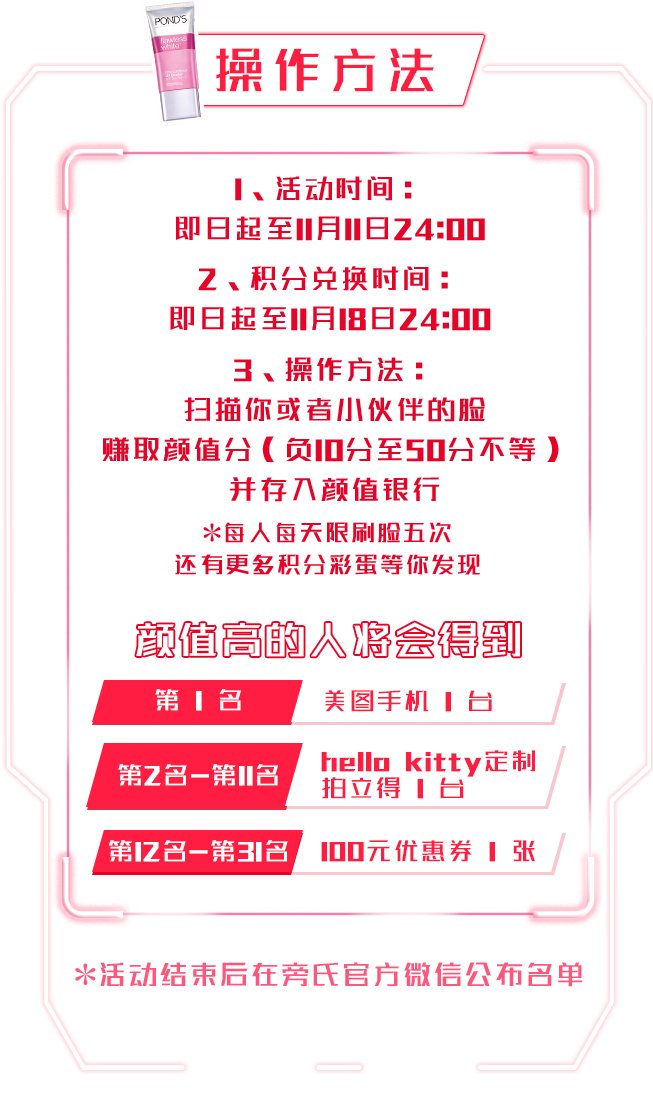 POND'S
flawless
white
操作方法
1、活动时间：
即日起至11月11日24:00
2、积分兑换时间：
即日起至11月18日24:00
3、操作方法：
扫描你或者小伙伴的脸
赚取颜值分（负10分至50分不等）
并存入颜值银行
*每人每天限刷脸五次
还有更多积分彩蛋等你发现
颜值高的人将会得到
第 1 名
美图手机 1 台
第2名-第11名
hello kitty定制
拍立得 1 台
第12名-第31名
100元优惠券 1 张
*活动结束后在旁氏官方微信公布名单